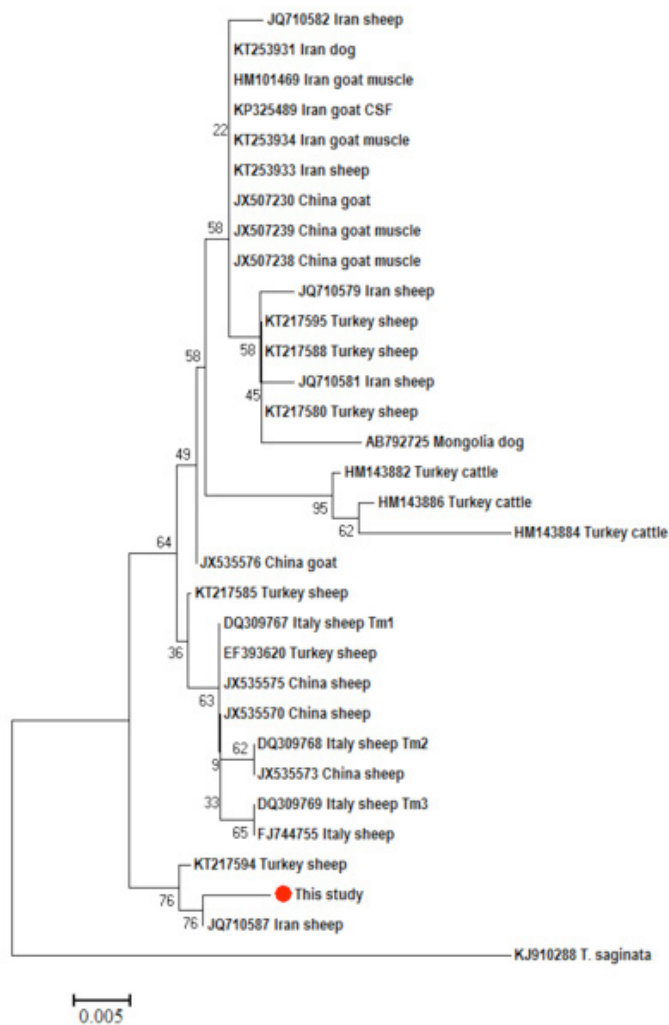 JQ710582 Iran sheep
KT253931 Iran dog
HM101469 Iran goat muscle
KP325489 Iran goat CSF
22
KT253934 Iran goat muscle
KT253933 Iran sheep
JX507230 China goat
58
JX507239 China goat muscle
JX507238 China goat muscle
JQ710579 Iran sheep
KT217595 Turkey sheep
58
KT217588 Turkey sheep
58
JQ710581 Iran sheep
45
KT217580 Turkey sheep
AB792725 Mongolia dog
49
HM143882 Turkey cattle
95
HM143886 Turkey cattle
62
HM143884 Turkey cattle
64
JX535576 China goat
KT217585 Turkey sheep
DQ309767 Italy sheep Tm1
36
EF393620 Turkey sheep
JX535575 China sheep
63
JX535570 China sheep
62
DQ309768 Italy sheep Tm2
9
JX535573 China sheep
33
DQ309769 Italy sheep Tm3
65
FJ744755 Italy sheep
KT217594 Turkey sheep
76
This study
76
JQ710587 Iran sheep
KJ910288 T. saginata
0.005